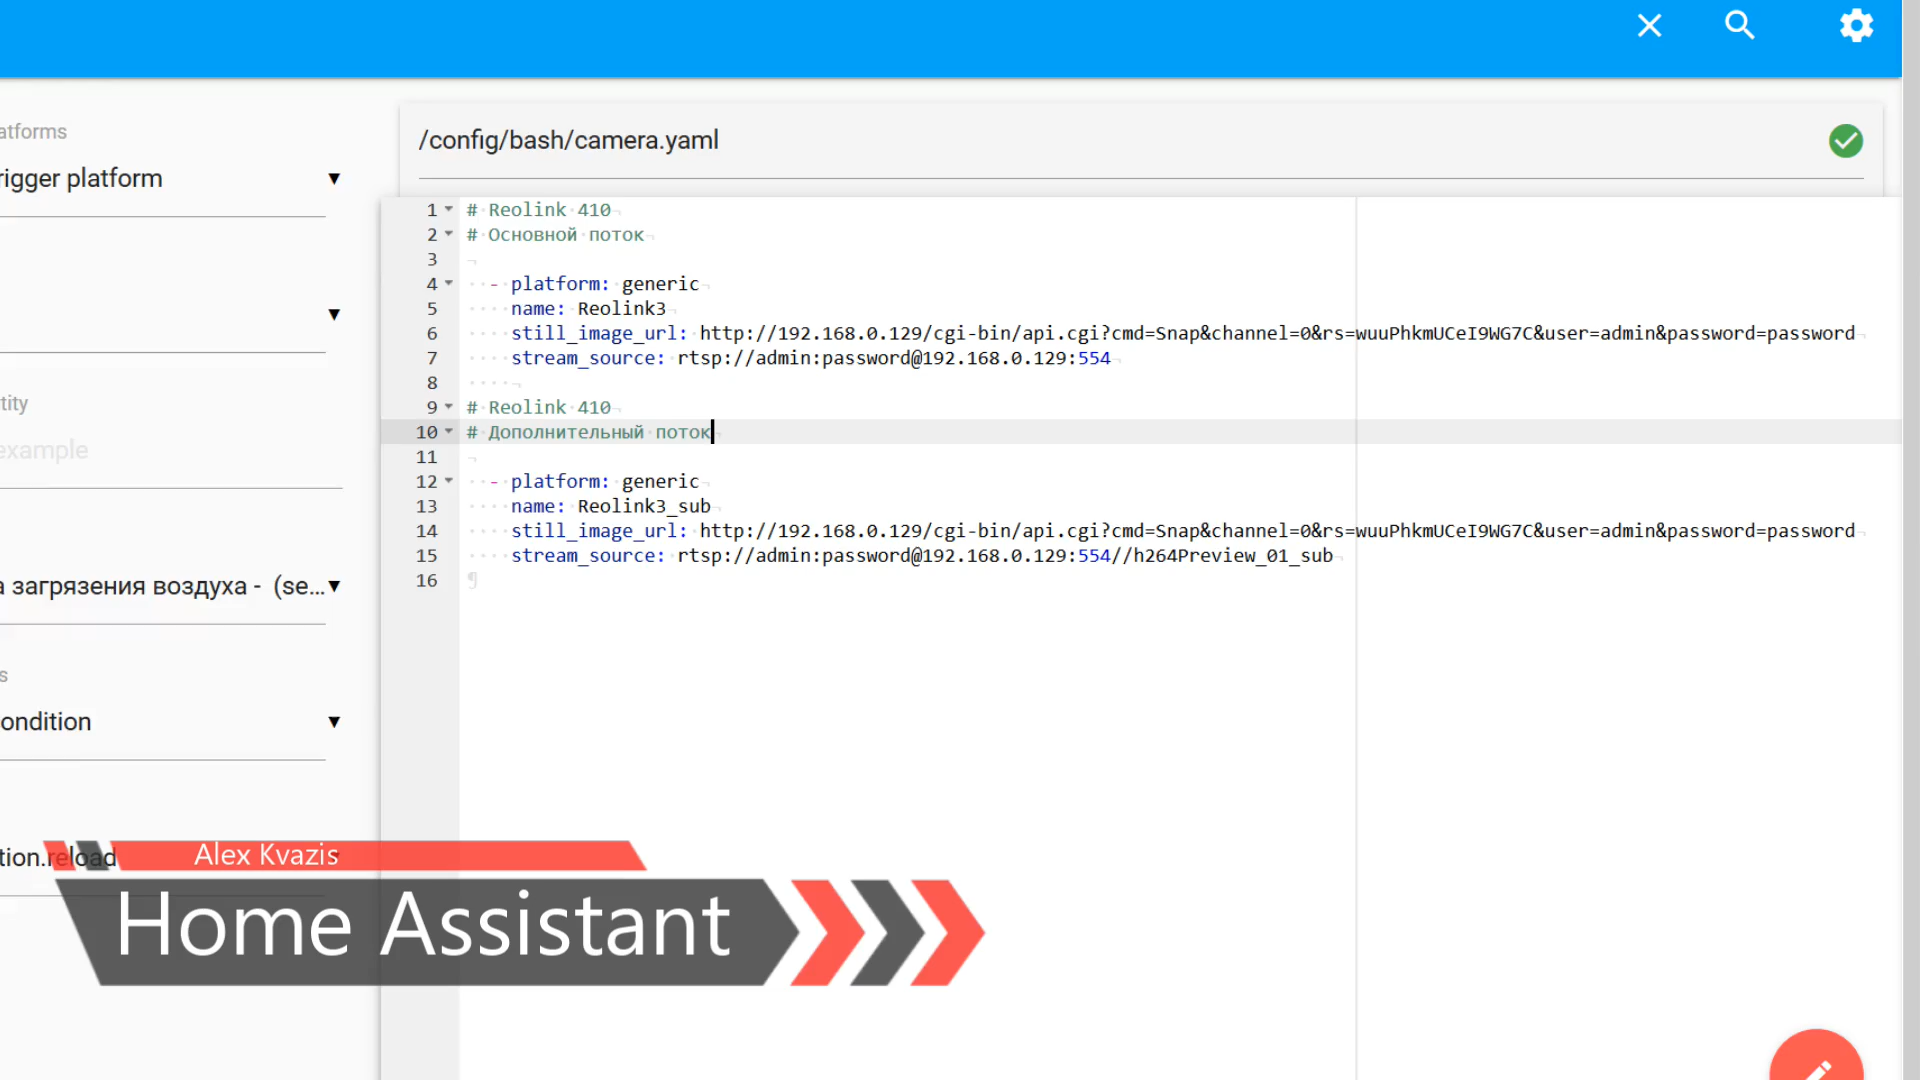 atforms
rigger platform
tity
example
а загрязения воздуха - (se...
s
ondition
tion.reload
/config/bash/camera.yaml
1 # Reolink 410
2 # Основной поток
3
4 - platform: generic
5 name: Reolink3
6 still_image_url: http://192.168.0.129/cgi-bin/api.cgi?cmd=Snap&channel=0&rs=wuuPhkmUCeI9WG7C&user=admin&password=password
7 stream_source: rtsp://admin:password@192.168.0.129:554
8
9 # Reolink 410
10 # Дополнительный поток
11
12 - platform: generic
13 name: Reolink3_sub
14 still_image_url: http://192.168.0.129/cgi-bin/api.cgi?cmd=Snap&channel=0&rs=wuuPhkmUCeI9WG7C&user=admin&password=password
15 stream_source: rtsp://admin:password@192.168.0.129:554//h264Preview_01_sub
16
Alex Kvazis
Home Assistant